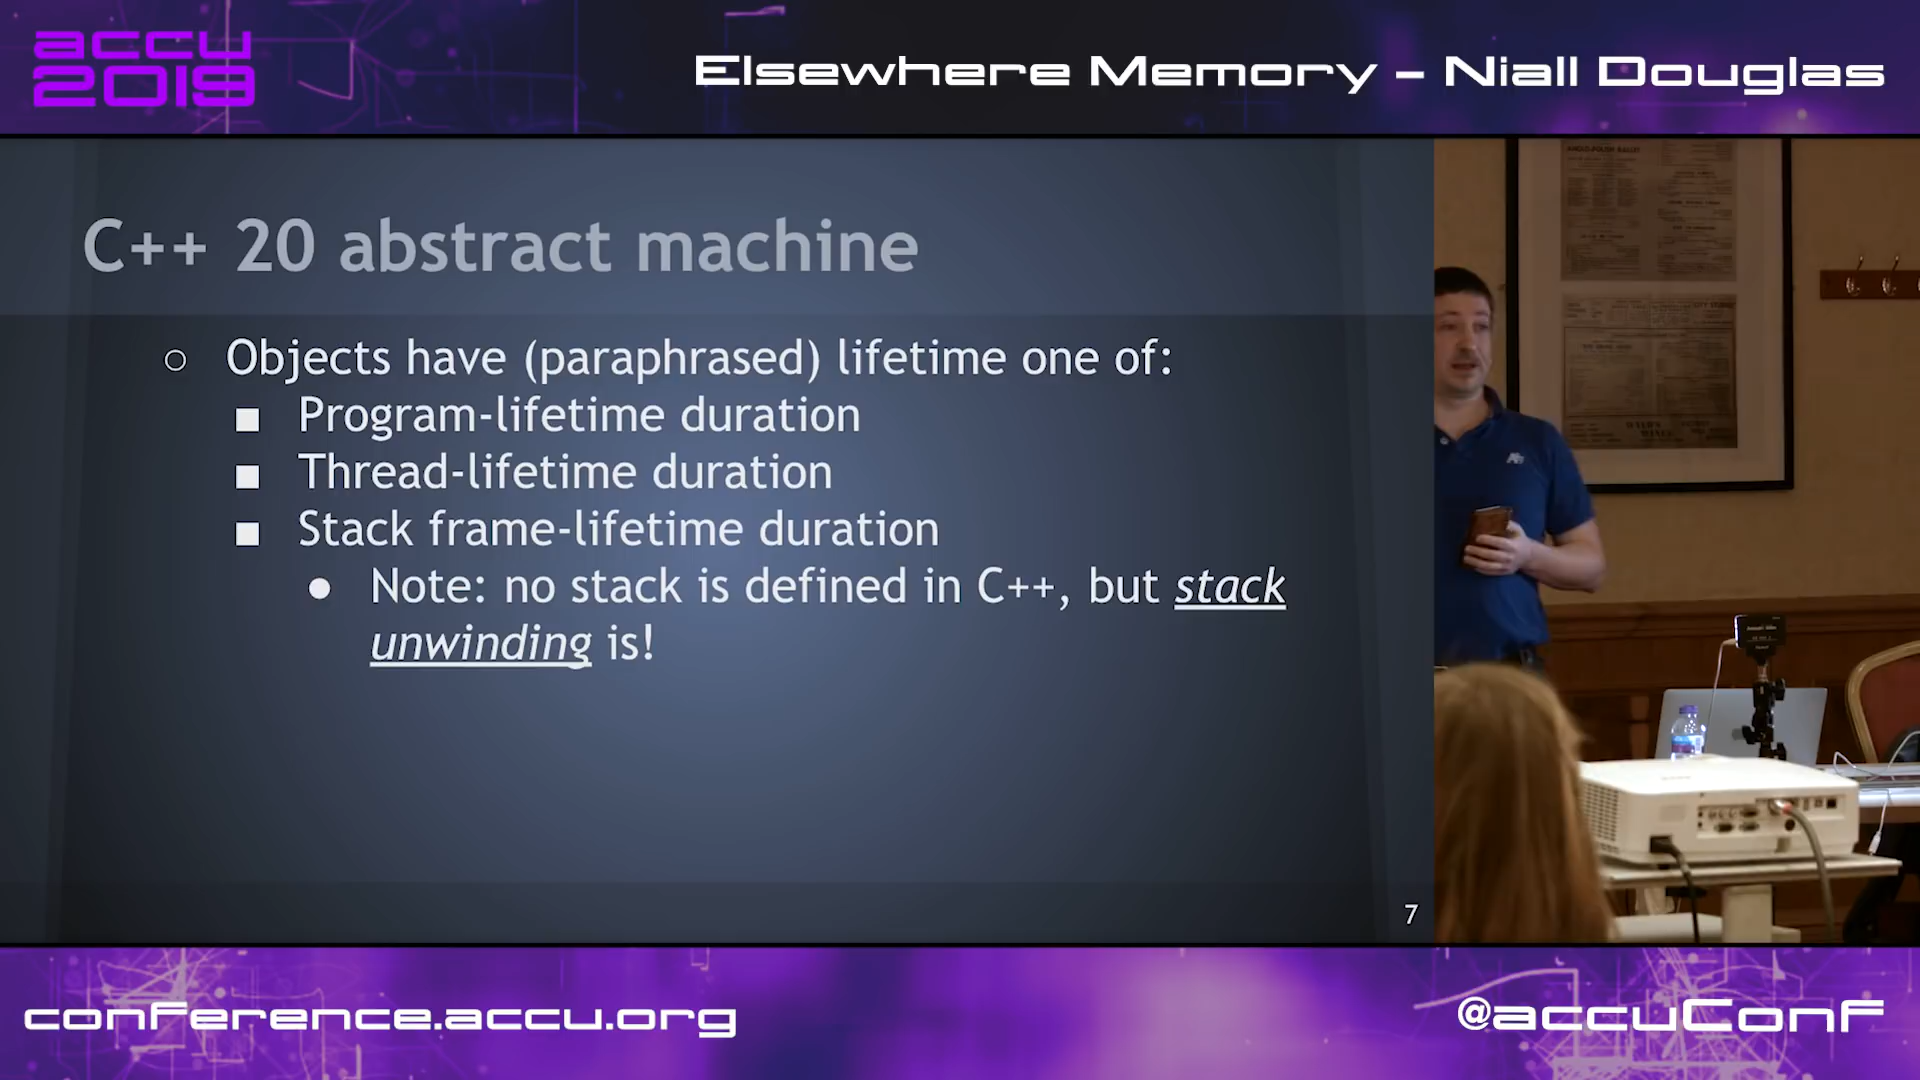 accu
2019
Elsewhere Memory – Niall Douglas
C++ 20 abstract machine
Objects have (paraphrased) lifetime one of:
Program-lifetime duration
Thread-lifetime duration
Stack frame-lifetime duration
Note: no stack is defined in C++, but stack
unwinding is!
7
conference.accu.org
@accuConf